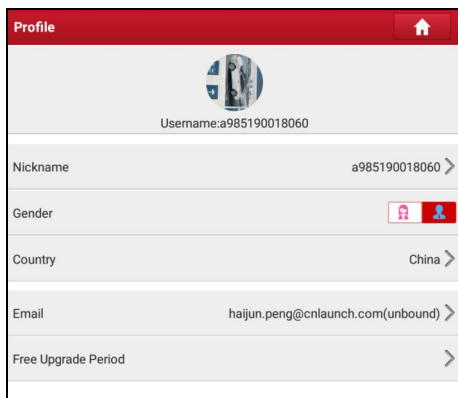 Profile
Username:a985190018060
Nickname a985190018060
Gender
Country China
Email haijun.peng@cnlaunch.com(unbound)
Free Upgrade Period